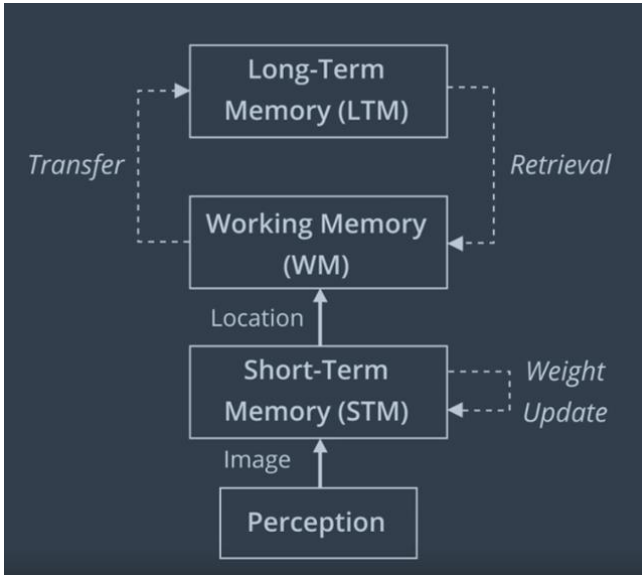 Long-Term
Memory (LTM)
Transfer
Retrieval
Working Memory
(WM)
Location
Short-Term
Memory (STM)
Weight
Update
Image
Perception